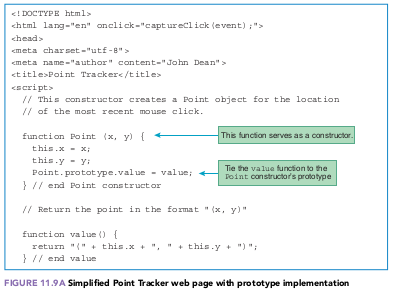 <!DOCTYPE html>
<html lang="en" onclick="captureClick(event);">
<head>
<meta charset="utf-8">
<meta name="author" content="John Dean">
<title>Point Tracker</title>
<script>
// This constructor creates a Point object for the location
// of the most recent mouse click.
function Point (x, y) {
This function serves as a constructor.
this.x = x;
this.y = y;
Point.prototype.value = value;
Tie the value function to the
Point constructor's prototype
} // end Point constructor
// Return the point in the format "(x, y)"
function value() {
return "(" + this.x + ", " + this.y + ")";
} // end value
FIGURE 11.9A Simplified Point Tracker web page with prototype implementation